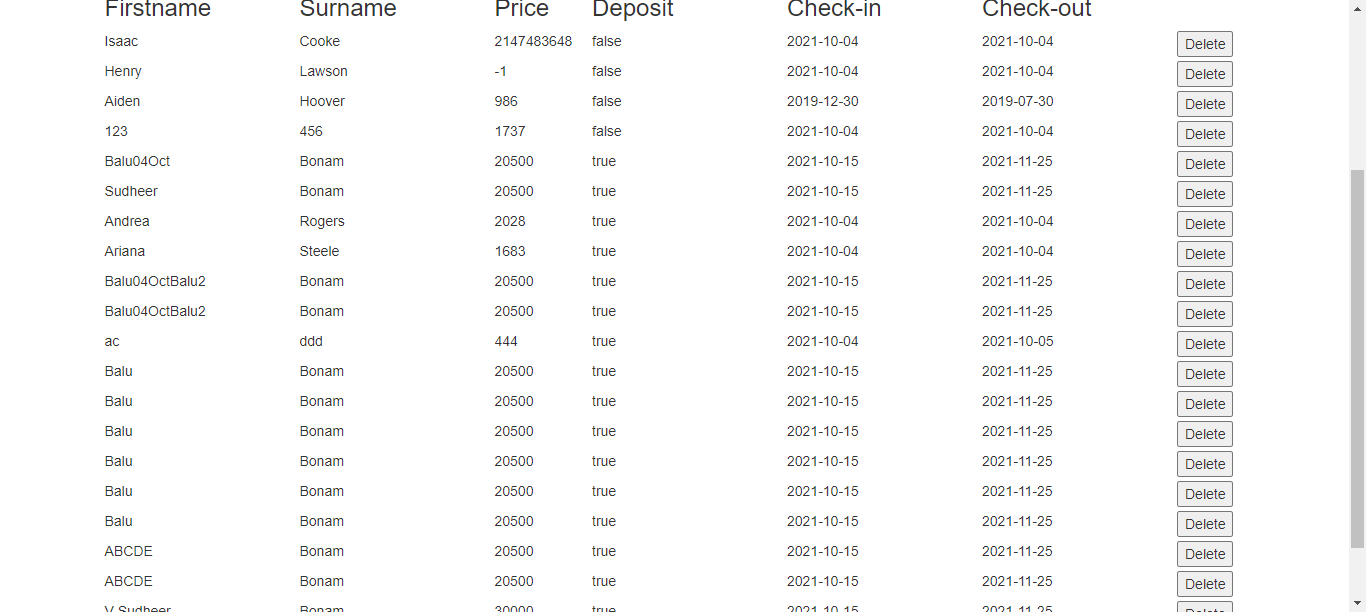 Firstname Surname Price Deposit Check-in Check-out
Isaac Cooke 2147483648 false 2021-10-04 2021-10-04 Delete
Henry Lawson -1 false 2021-10-04 2021-10-04 Delete
Aiden Hoover 986 false 2019-12-30 2019-07-30 Delete
123 456 1737 false 2021-10-04 2021-10-04 Delete
Balu04Oct Bonam 20500 true 2021-10-15 2021-11-25 Delete
Sudheer Bonam 20500 true 2021-10-15 2021-11-25 Delete
Andrea Rogers 2028 true 2021-10-04 2021-10-04 Delete
Ariana Steele 1683 true 2021-10-04 2021-10-04 Delete
Balu04OctBalu2 Bonam 20500 true 2021-10-15 2021-11-25 Delete
Balu04OctBalu2 Bonam 20500 true 2021-10-15 2021-11-25 Delete
ac ddd 444 true 2021-10-04 2021-10-05 Delete
Balu Bonam 20500 true 2021-10-15 2021-11-25 Delete
Balu Bonam 20500 true 2021-10-15 2021-11-25 Delete
Balu Bonam 20500 true 2021-10-15 2021-11-25 Delete
Balu Bonam 20500 true 2021-10-15 2021-11-25 Delete
Balu Bonam 20500 true 2021-10-15 2021-11-25 Delete
Balu Bonam 20500 true 2021-10-15 2021-11-25 Delete
ABCDE Bonam 20500 true 2021-10-15 2021-11-25 Delete
ABCDE Bonam 20500 true 2021-10-15 2021-11-25 Delete
V Sudheer Bonam 30000 true 2021-10-15 2021-11-25 Delete